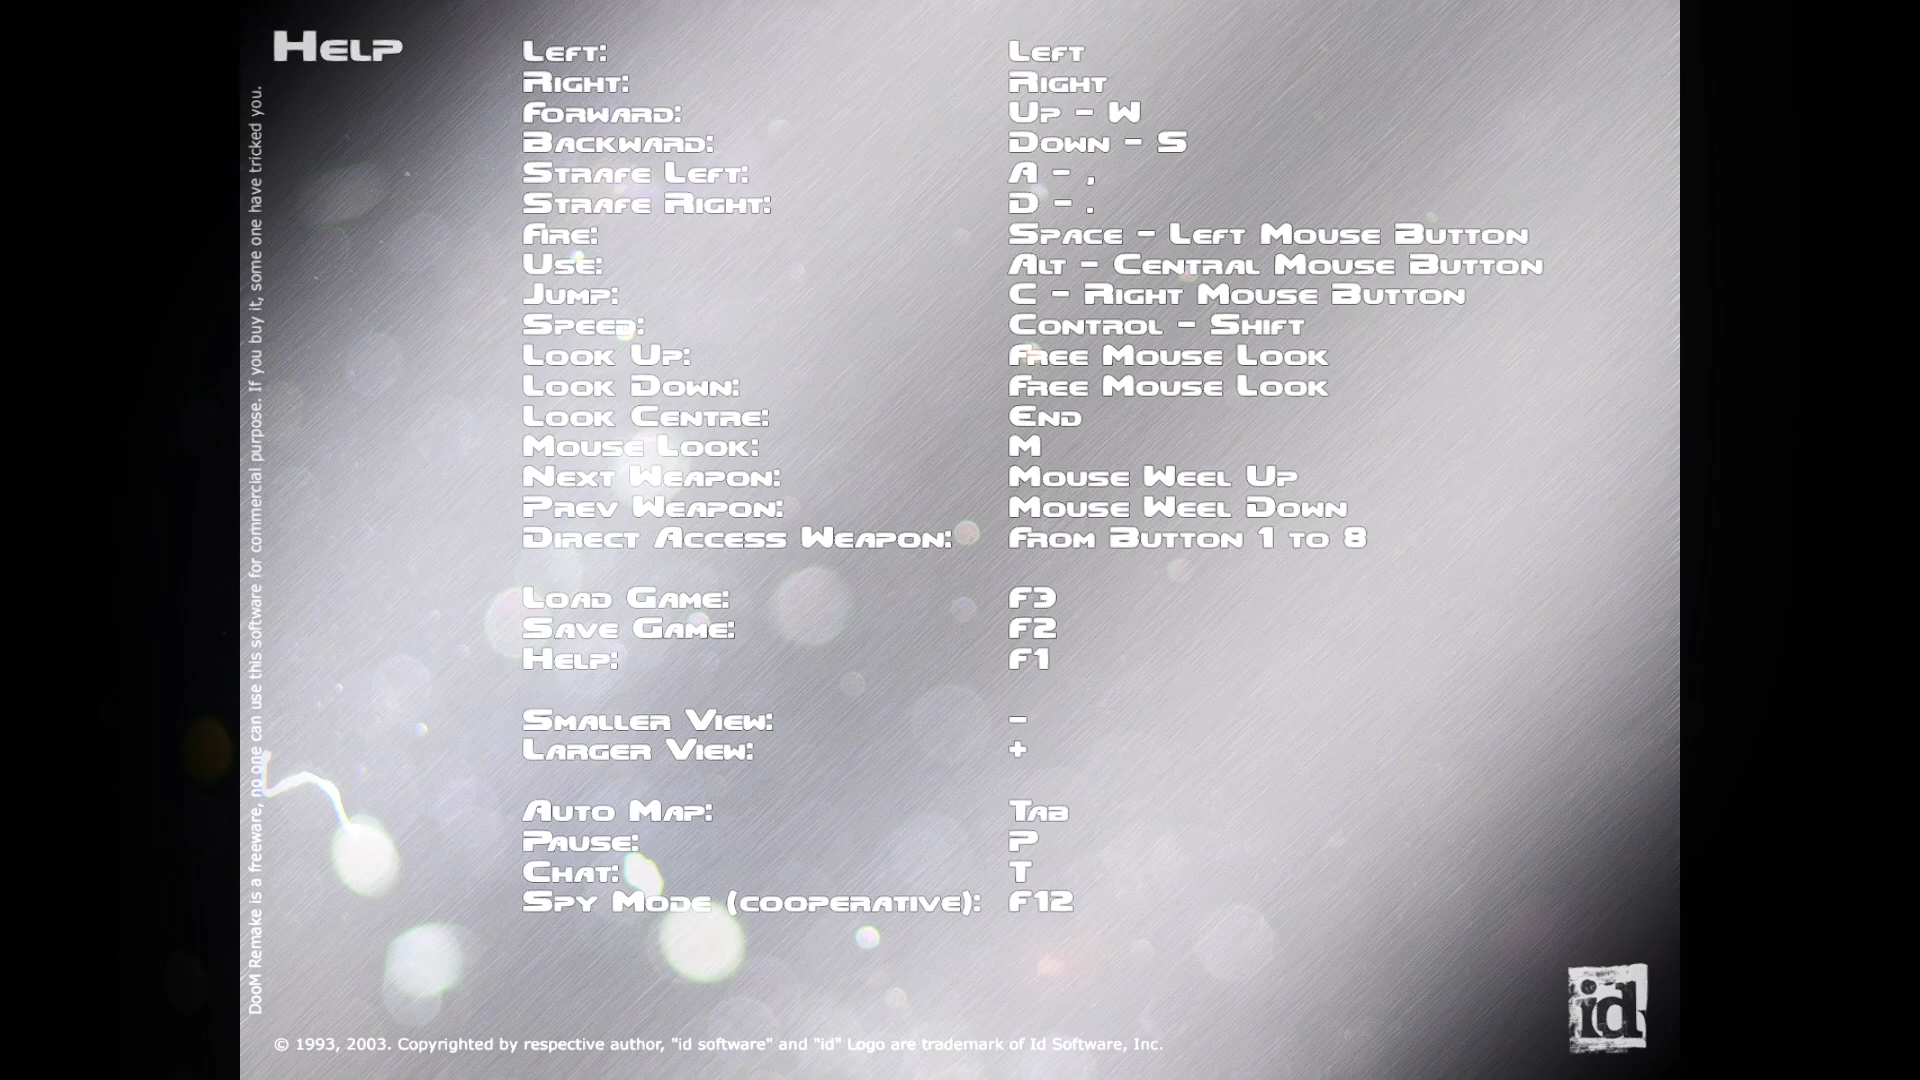 Help
Left: Left
Right: Right
Forward: Up - W
Backward: Down - S
Strafe Left: A - ,
Strafe Right: D - .
Fire: Space - Left Mouse Button
Use: Alt - Central Mouse Button
Jump: C - Right Mouse Button
Speed: Control - Shift
Look Up: Free Mouse Look
Look Down: Free Mouse Look
Look Centre: End
Mouse Look: M
Next Weapon: Mouse Weel Up
Prev Weapon: Mouse Weel Down
Direct Access Weapon: From Button 1 to 8
Load Game: F3
Save Game: F2
Help: F1
Smaller View: -
Larger View: +
Auto Map: Tab
Pause: P
Chat: T
Spy Mode (cooperative): F12
DooM Remake is a freeware, no one can use this software for commercial purpose. If you buy it, some one have tricked you.
id
© 1993, 2003. Copyrighted by respective author, "id software" and "id" Logo are trademark of Id Software, Inc.